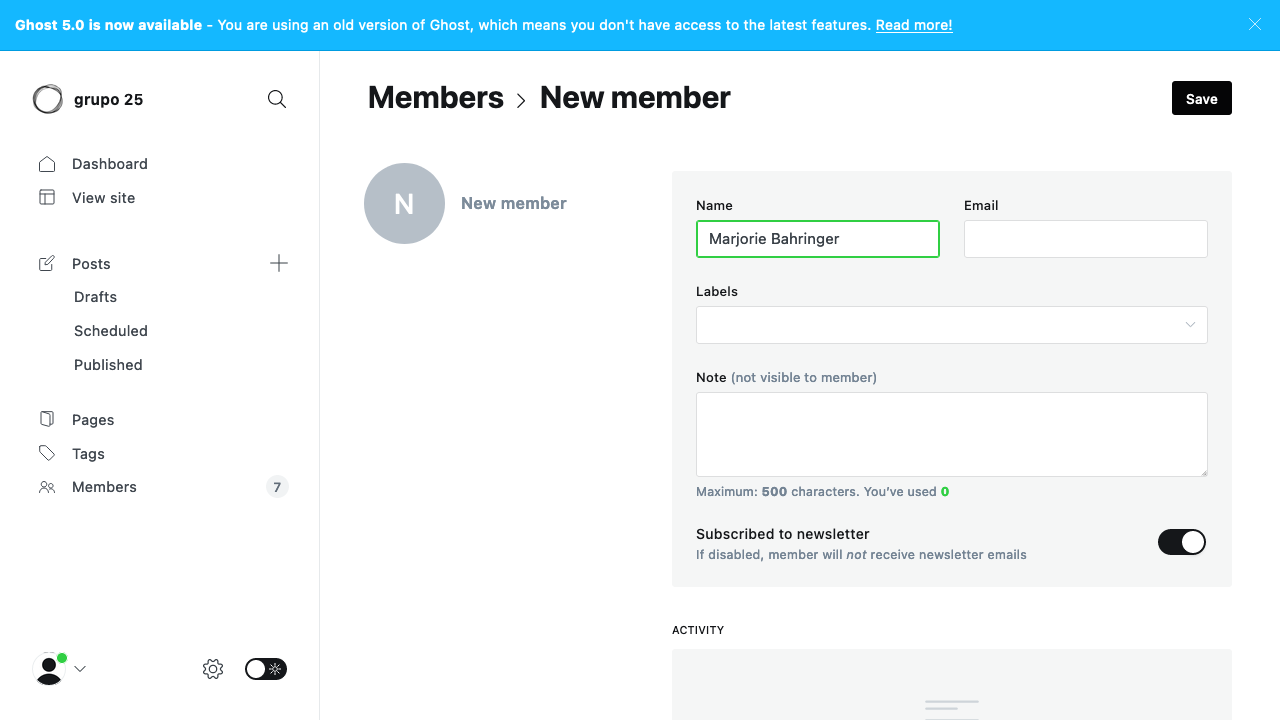 Ghost 5.0 is now available - You are using an old version of Ghost, which means you don't have access to the latest features. Read more!
grupo 25
Dashboard
View site
Posts
Drafts
Scheduled
Published
Pages
Tags
Members 7
Members > New member
Save
N New member
Name
Marjorie Bahringer
Email
Labels
Note (not visible to member)
Maximum: 500 characters. You’ve used 0
Subscribed to newsletter
If disabled, member will not receive newsletter emails
ACTIVITY